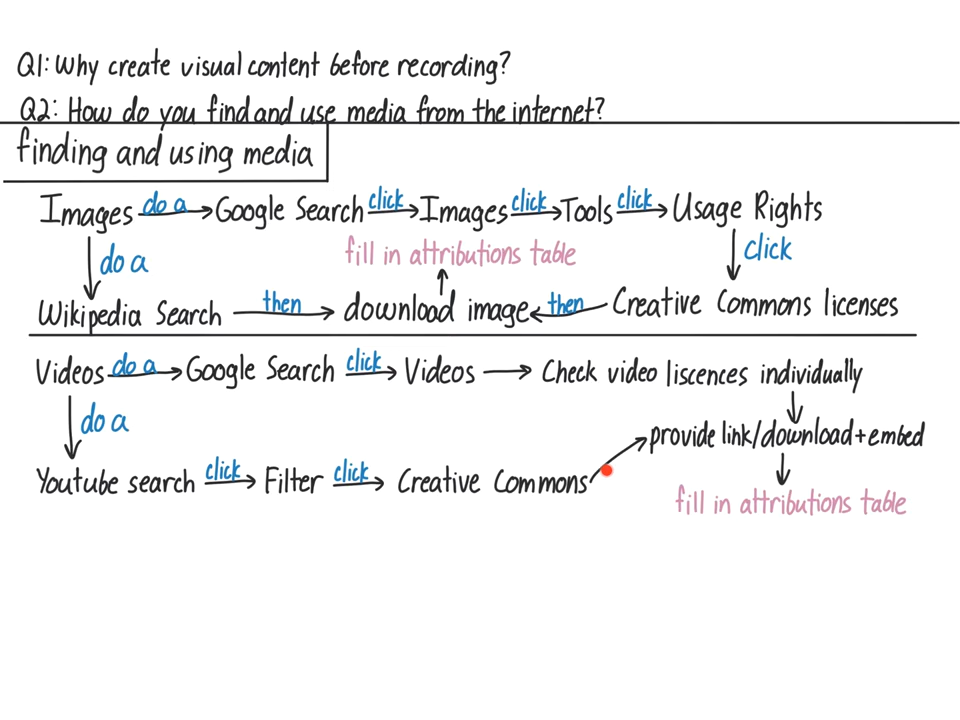 Q1: Why create visual content before recording?
Q2: How do you find and use media from the internet?
finding and using media
Images do a Google Search click Images click Tools click Usage Rights
do a fill in attributions table click
Wikipedia Search then download image then Creative Commons licenses
Videos do a Google Search click Videos Check video liscences individually
do a provide link/download+embed
Youtube search click Filter click Creative Commons
fill in attributions table